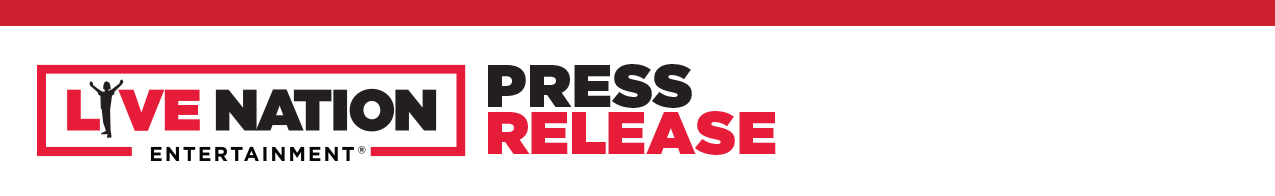 LIVE NATION
ENTERTAINMENT®
PRESS
RELEASE